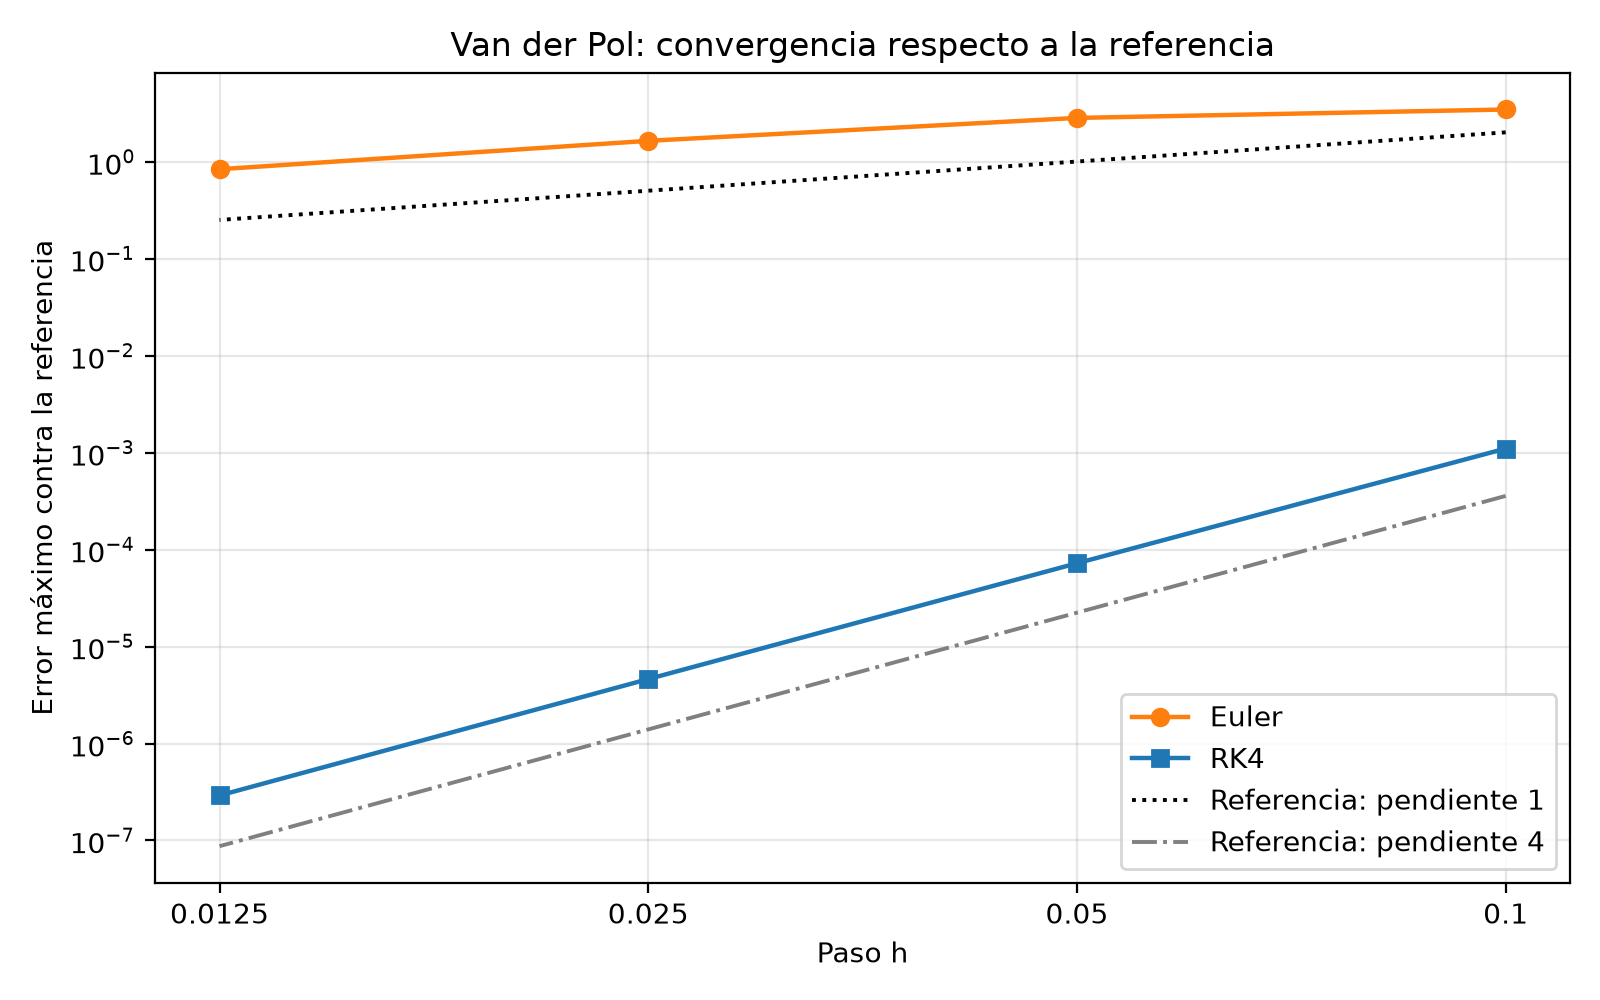 Van der Pol: convergencia respecto a la referencia
Error máximo contra la referencia
10⁰
10⁻¹
10⁻²
10⁻³
10⁻⁴
10⁻⁵
10⁻⁶
10⁻⁷
Euler
RK4
Referencia: pendiente 1
Referencia: pendiente 4
0.0125 0.025 0.05 0.1
Paso h